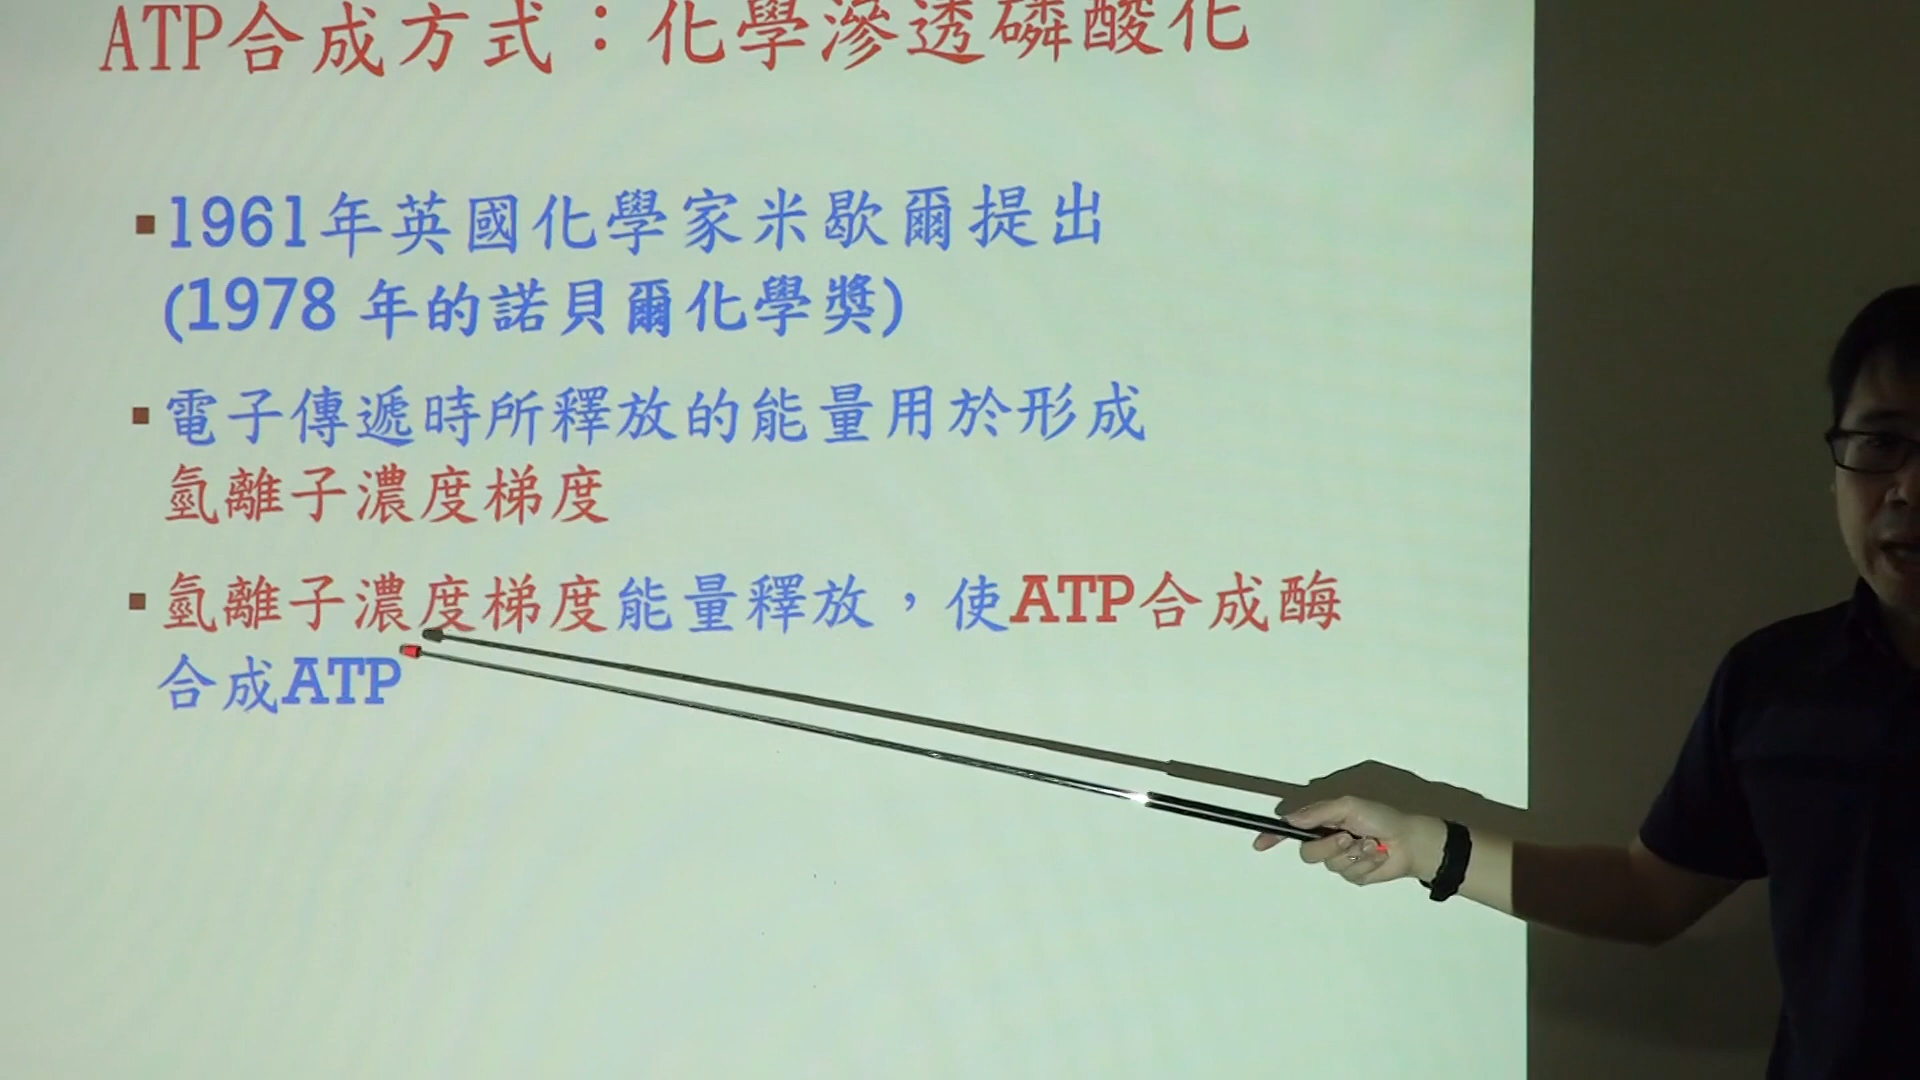 ATP合成方式：化學滲透磷酸化
1961年英國化學家米歇爾提出
(1978 年的諾貝爾化學獎)
電子傳遞時所釋放的能量用於形成
氫離子濃度梯度
氫離子濃度梯度能量釋放，使ATP合成酶
合成ATP